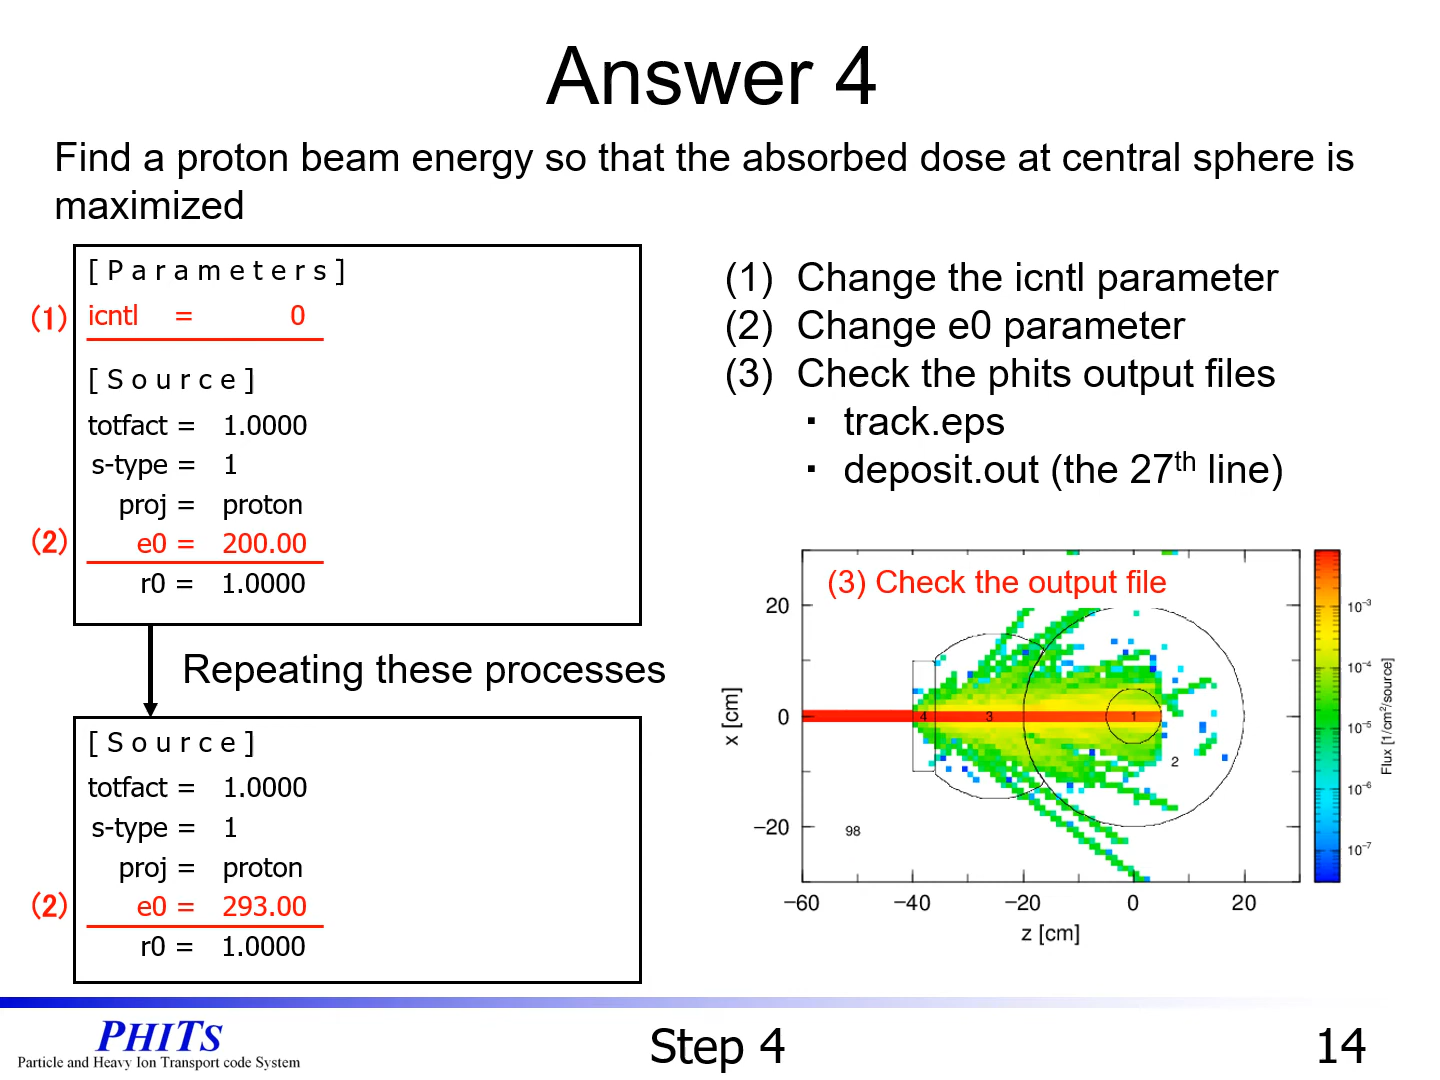 Answer 4
Find a proton beam energy so that the absorbed dose at central sphere is
maximized
[ P a r a m e t e r s ]
(1) icntl = 0
[ S o u r c e ]
totfact = 1.0000
s-type = 1
proj = proton
(2) e0 = 200.00
r0 = 1.0000
Repeating these processes
[ S o u r c e ]
totfact = 1.0000
s-type = 1
proj = proton
(2) e0 = 293.00
r0 = 1.0000
(1) Change the icntl parameter
(2) Change e0 parameter
(3) Check the phits output files
・ track.eps
・ deposit.out (the 27th line)
(3) Check the output file
20
0
−20
x [cm]
4
3
1
2
98
−60 −40 −20 0 20
z [cm]
10−3
10−4
10−5
10−6
10−7
Flux [1/cm2/source]
PHITS
Particle and Heavy Ion Transport code System
Step 4
14